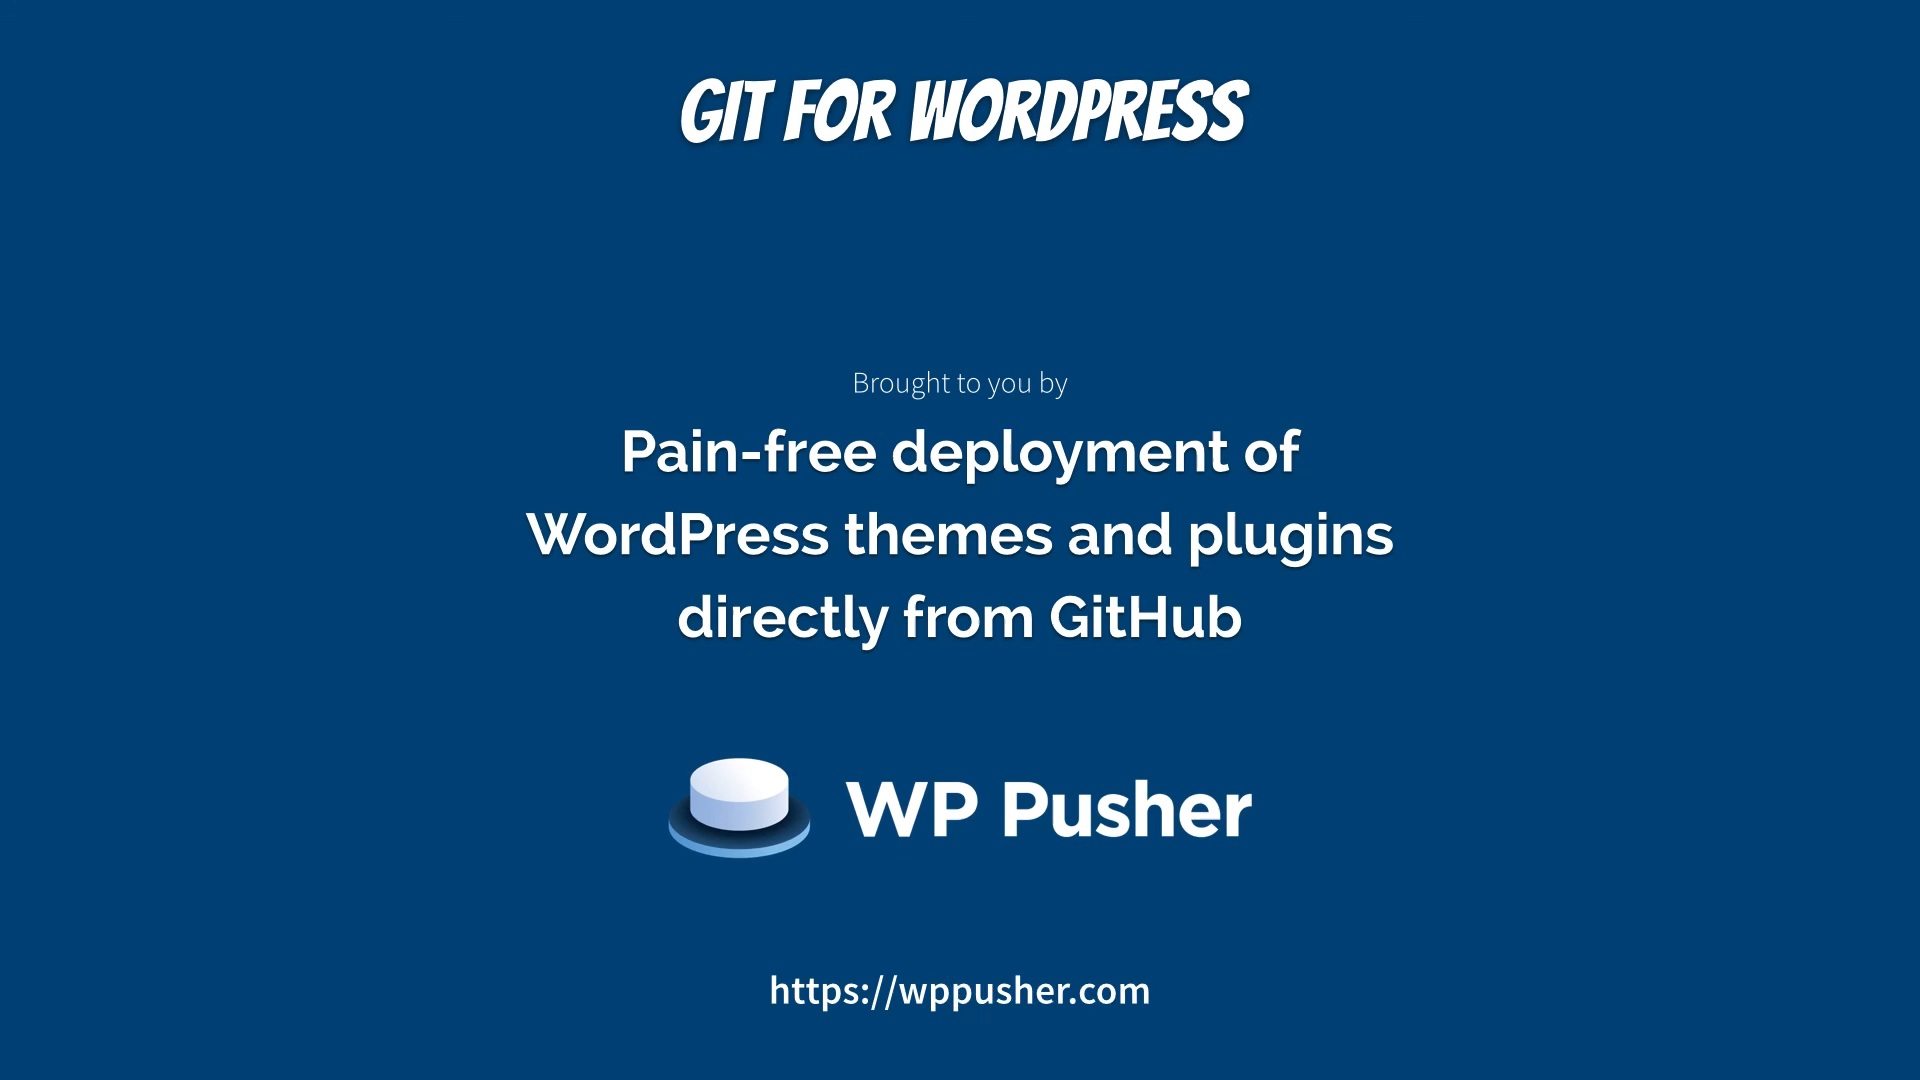 GIT FOR WORDPRESS
Brought to you by
Pain-free deployment of
WordPress themes and plugins
directly from GitHub
WP Pusher
https://wppusher.com